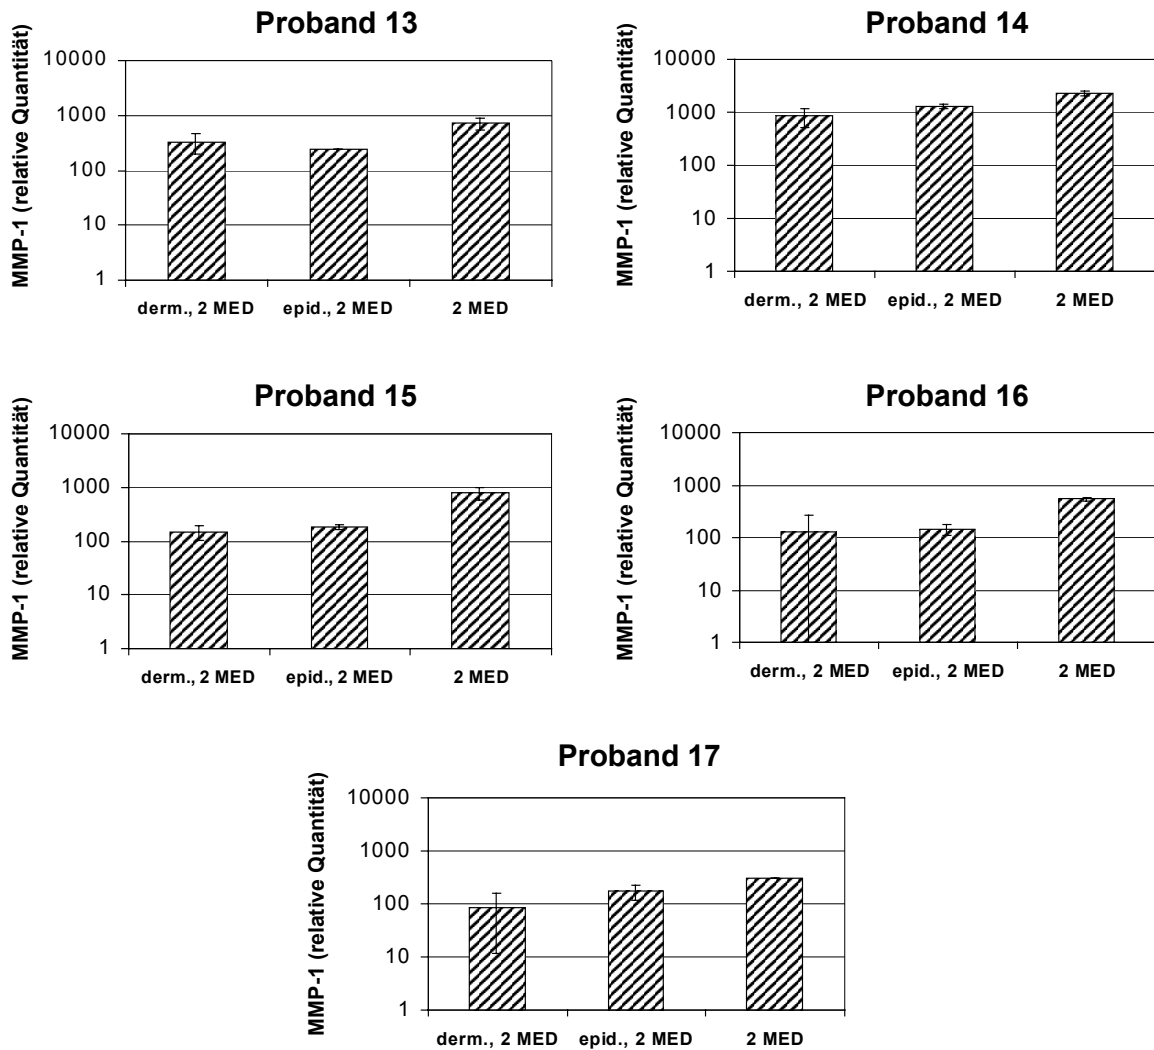 Proband 13
MMP-1 (relative Quantität)
10000
1000
100
10
1
derm., 2 MED epid., 2 MED 2 MED
Proband 14
MMP-1 (relative Quantität)
10000
1000
100
10
1
derm., 2 MED epid., 2 MED 2 MED
Proband 15
MMP-1 (relative Quantität)
10000
1000
100
10
1
derm., 2 MED epid., 2 MED 2 MED
Proband 16
MMP-1 (relative Quantität)
10000
1000
100
10
1
derm., 2 MED epid., 2 MED 2 MED
Proband 17
MMP-1 (relative Quantität)
10000
1000
100
10
1
derm., 2 MED epid., 2 MED 2 MED